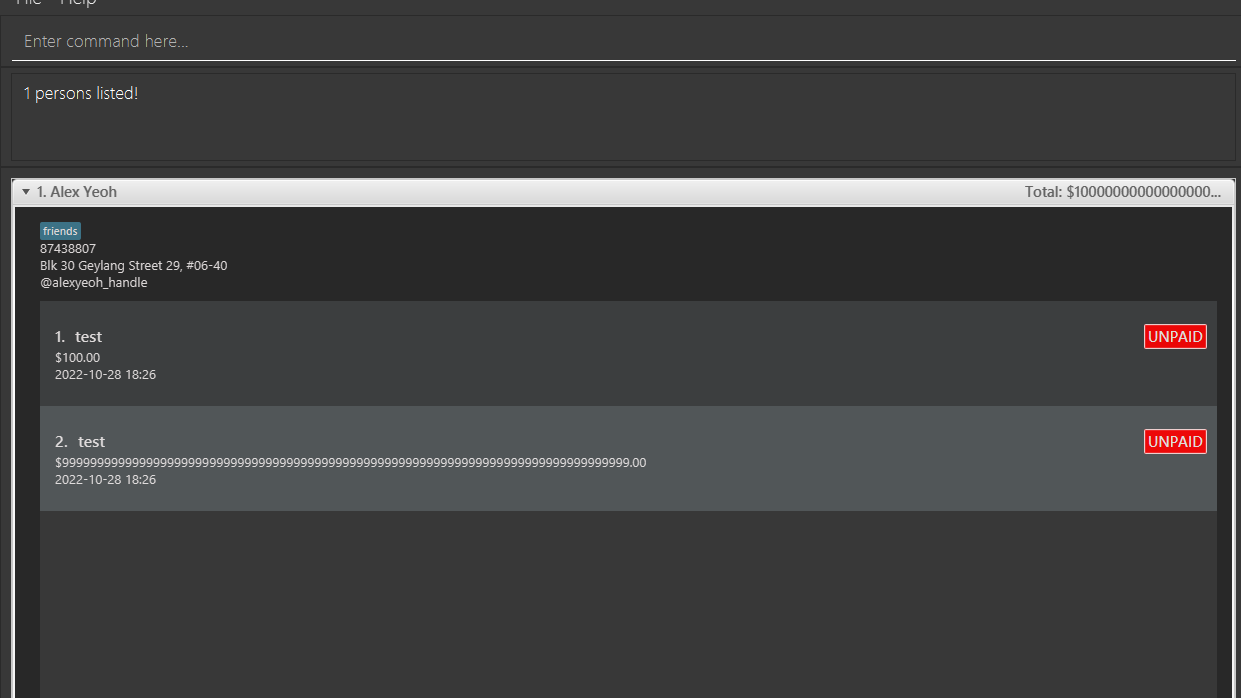 File Help
Enter command here...
1 persons listed!
1. Alex Yeoh
Total: $10000000000000000...
friends
87438807
Blk 30 Geylang Street 29, #06-40
@alexyeoh_handle
1. test
UNPAID
$100.00
2022-10-28 18:26
2. test
UNPAID
$999999999999999999999999999999999999999999999999999999999999999999999999999999999.00
2022-10-28 18:26